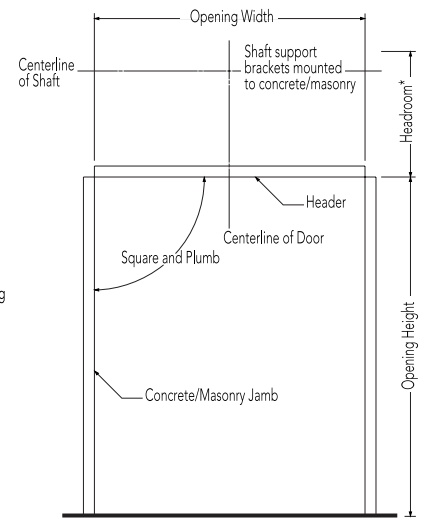 Opening Width
Centerline
of Shaft
Shaft support
brackets mounted
to concrete/masonry
Headroom*
Header
Centerline of Door
Square and Plumb
g
Opening Height
Concrete/Masonry Jamb